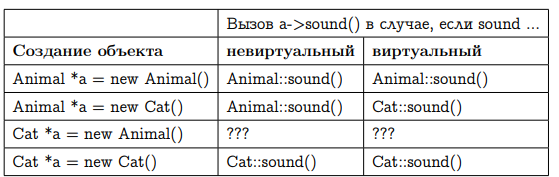 Вызов a->sound() в случае, если sound ...
Создание объекта невиртуальный виртуальный
Animal *a = new Animal() Animal::sound() Animal::sound()
Animal *a = new Cat() Animal::sound() Cat::sound()
Cat *a = new Animal() ??? ???
Cat *a = new Cat() Cat::sound() Cat::sound()